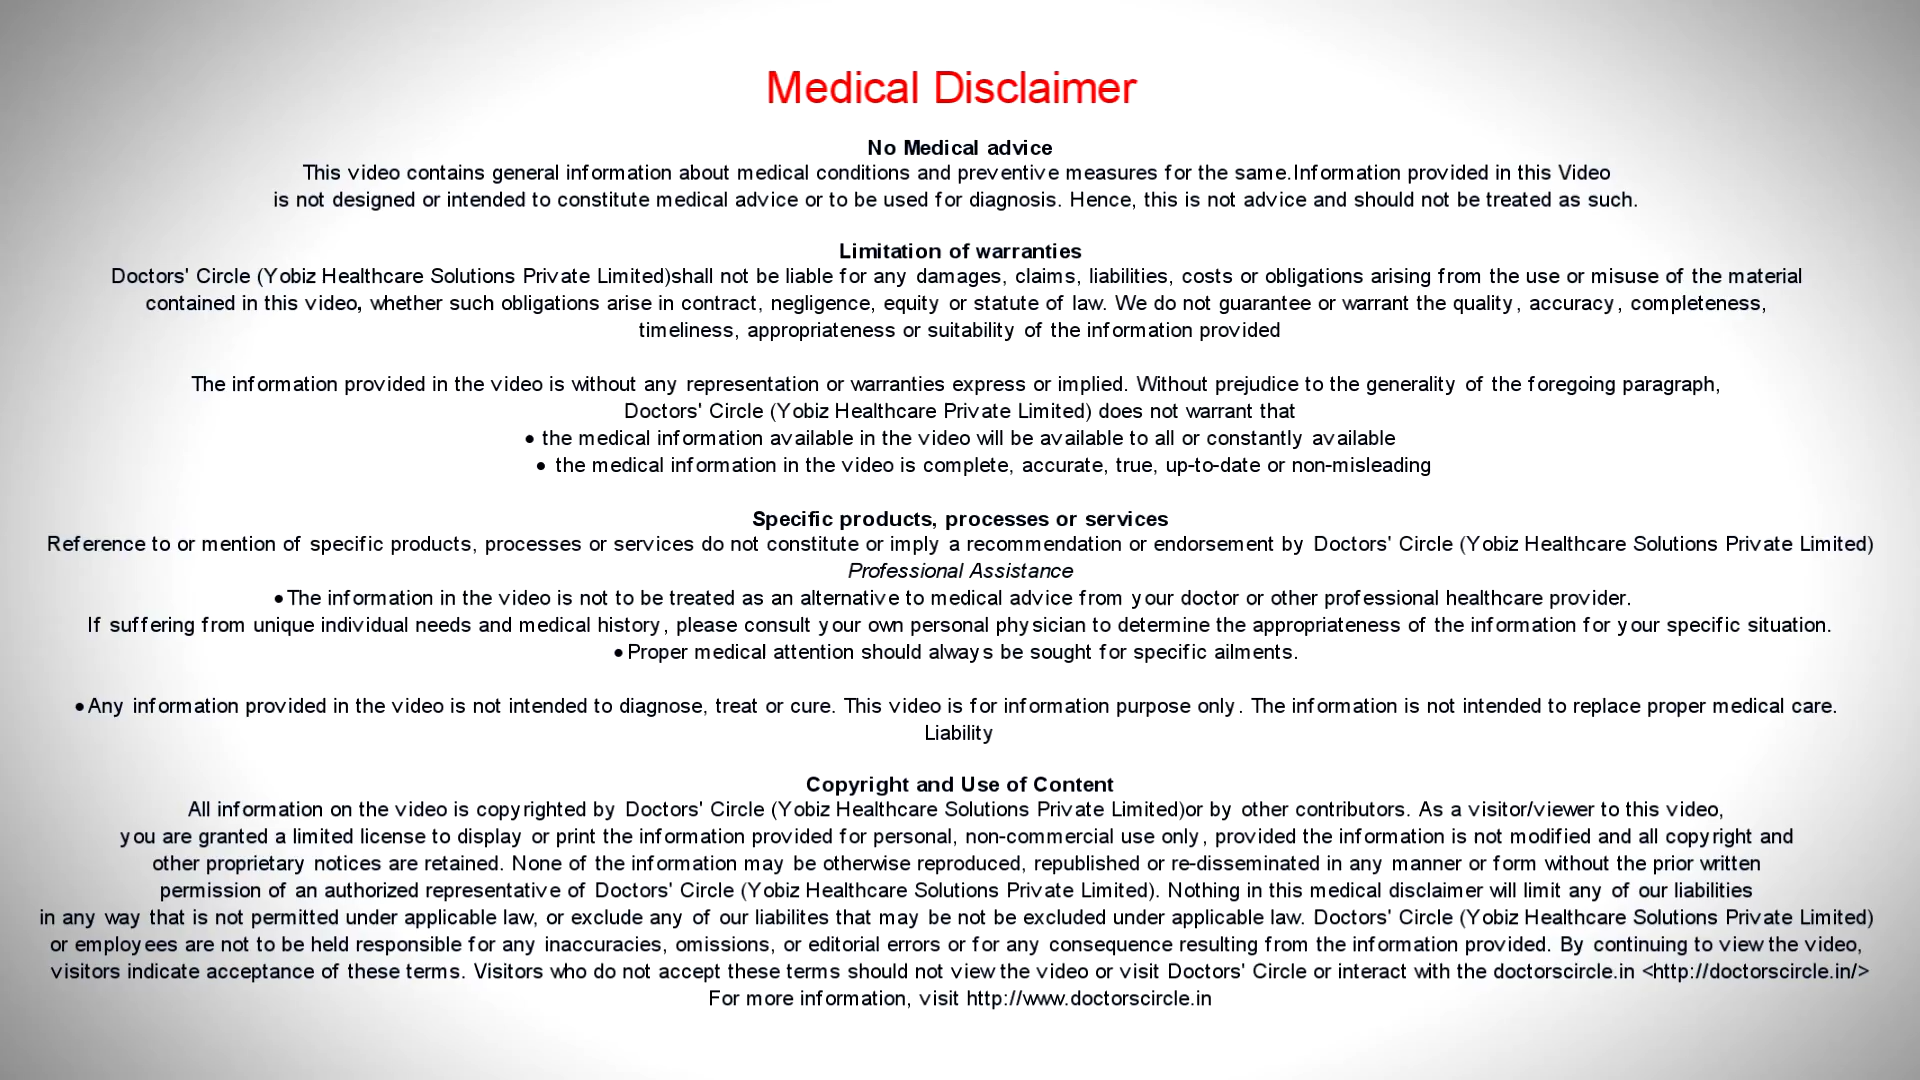 Medical Disclaimer
No Medical advice
This video contains general information about medical conditions and preventive measures for the same.Information provided in this Video
is not designed or intended to constitute medical advice or to be used for diagnosis. Hence, this is not advice and should not be treated as such.
Limitation of warranties
Doctors' Circle (Yobiz Healthcare Solutions Private Limited)shall not be liable for any damages, claims, liabilities, costs or obligations arising from the use or misuse of the material
contained in this video, whether such obligations arise in contract, negligence, equity or statute of law. We do not guarantee or warrant the quality, accuracy, completeness,
timeliness, appropriateness or suitability of the information provided
The information provided in the video is without any representation or warranties express or implied. Without prejudice to the generality of the foregoing paragraph,
Doctors' Circle (Yobiz Healthcare Private Limited) does not warrant that
• the medical information available in the video will be available to all or constantly available
• the medical information in the video is complete, accurate, true, up-to-date or non-misleading
Specific products, processes or services
Reference to or mention of specific products, processes or services do not constitute or imply a recommendation or endorsement by Doctors' Circle (Yobiz Healthcare Solutions Private Limited)
Professional Assistance
•The information in the video is not to be treated as an alternative to medical advice from your doctor or other professional healthcare provider.
If suffering from unique individual needs and medical history, please consult your own personal physician to determine the appropriateness of the information for your specific situation.
•Proper medical attention should always be sought for specific ailments.
•Any information provided in the video is not intended to diagnose, treat or cure. This video is for information purpose only. The information is not intended to replace proper medical care.
Liability
Copyright and Use of Content
All information on the video is copyrighted by Doctors' Circle (Yobiz Healthcare Solutions Private Limited)or by other contributors. As a visitor/viewer to this video,
you are granted a limited license to display or print the information provided for personal, non-commercial use only, provided the information is not modified and all copyright and
other proprietary notices are retained. None of the information may be otherwise reproduced, republished or re-disseminated in any manner or form without the prior written
permission of an authorized representative of Doctors' Circle (Yobiz Healthcare Solutions Private Limited). Nothing in this medical disclaimer will limit any of our liabilities
in any way that is not permitted under applicable law, or exclude any of our liabilites that may be not be excluded under applicable law. Doctors' Circle (Yobiz Healthcare Solutions Private Limited)
or employees are not to be held responsible for any inaccuracies, omissions, or editorial errors or for any consequence resulting from the information provided. By continuing to view the video,
visitors indicate acceptance of these terms. Visitors who do not accept these terms should not view the video or visit Doctors' Circle or interact with the doctorscircle.in <http://doctorscircle.in/>
For more information, visit http://www.doctorscircle.in